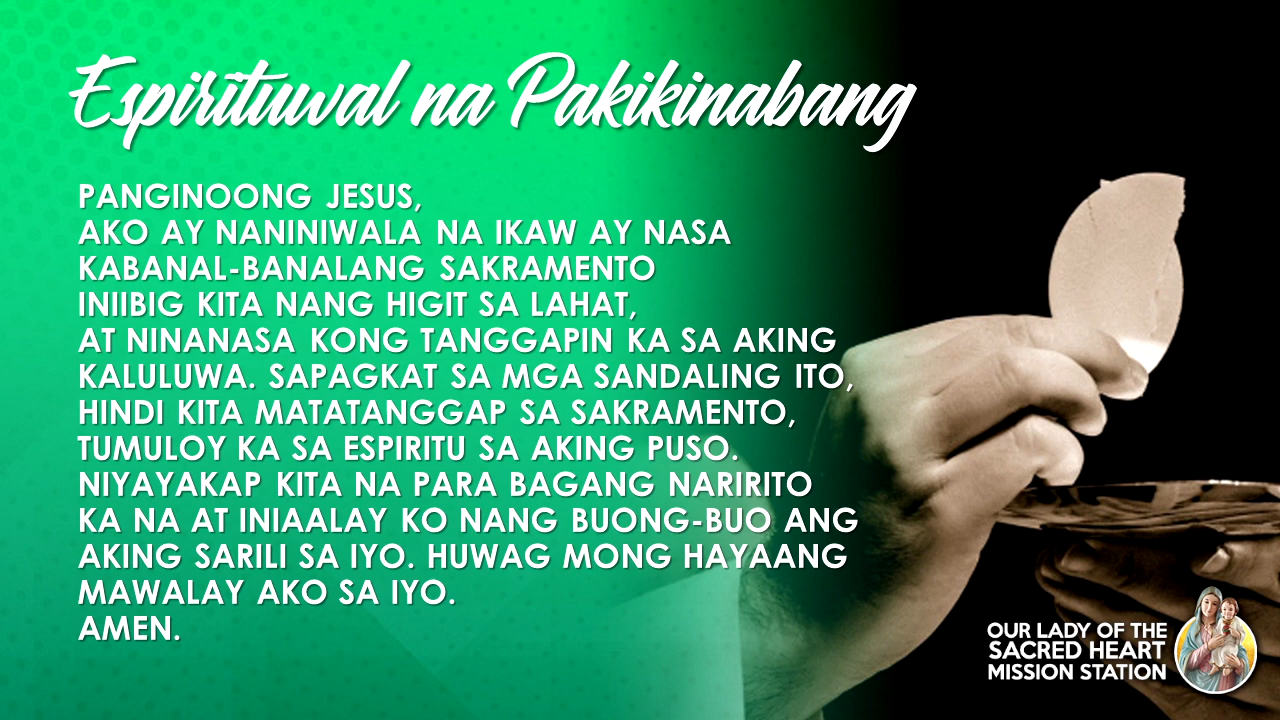 Espirituwal na Pakikinabang
PANGINOONG JESUS,
AKO AY NANINIWALA NA IKAW AY NASA
KABANAL-BANALANG SAKRAMENTO
INIIBIG KITA NANG HIGIT SA LAHAT,
AT NINANASA KONG TANGGAPIN KA SA AKING
KALULUWA. SAPAGKAT SA MGA SANDALING ITO,
HINDI KITA MATATANGGAP SA SAKRAMENTO,
TUMULOY KA SA ESPIRITU SA AKING PUSO.
NIYAYAKAP KITA NA PARA BAGANG NARIRITO
KA NA AT INIAALAY KO NANG BUONG-BUO ANG
AKING SARILI SA IYO. HUWAG MONG HAYAANG
MAWALAY AKO SA IYO.
AMEN.
OUR LADY OF THE
SACRED HEART
MISSION STATION